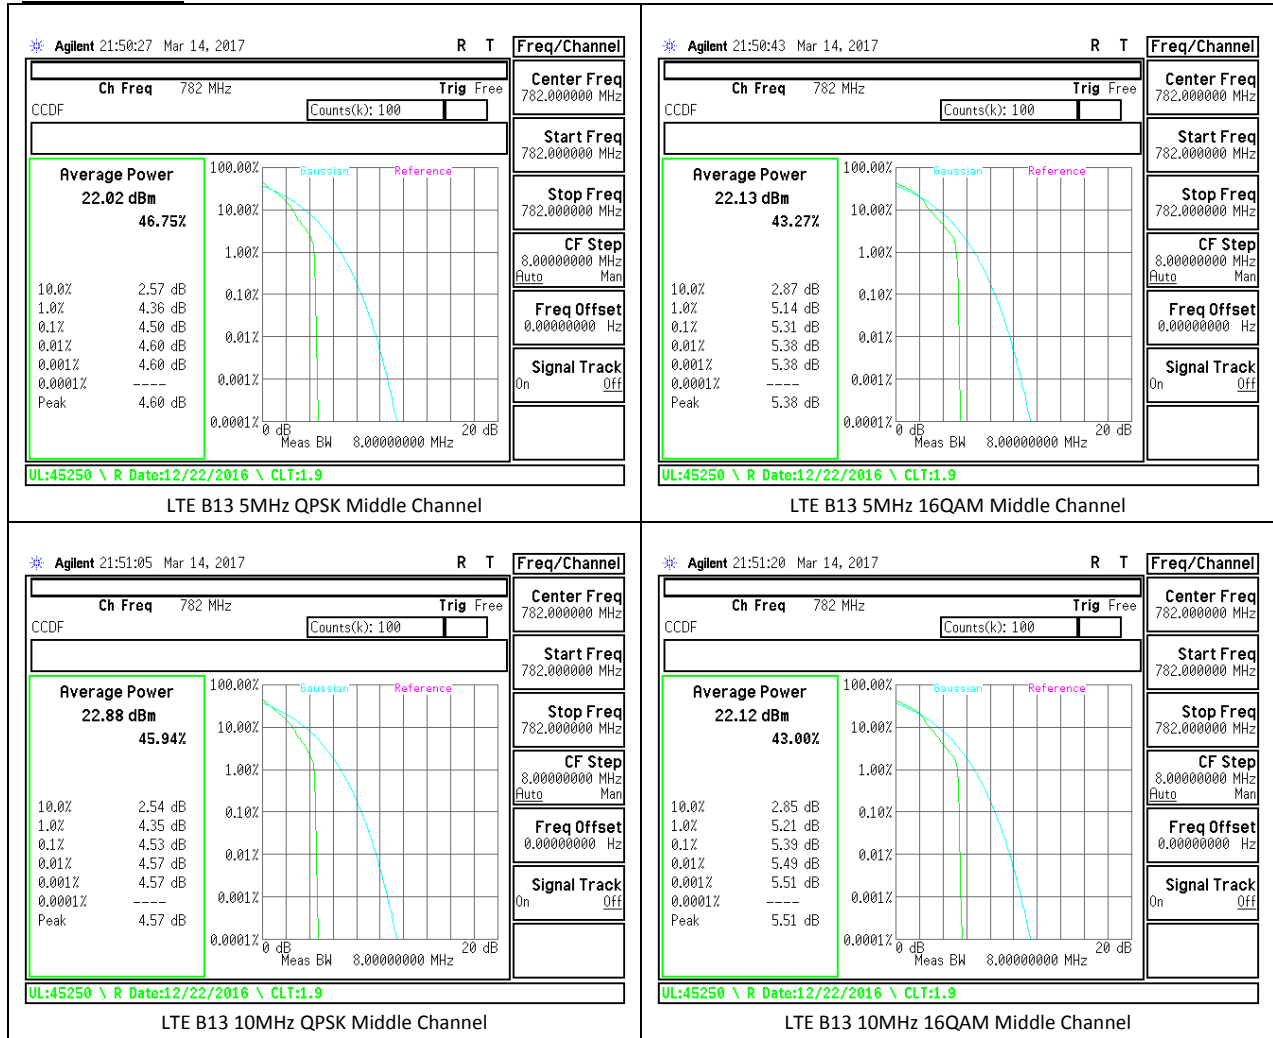 Agilent 21:50:27 Mar 14, 2017 R T Freq/Channel
Ch Freq 782 MHz Trig Free
CCDF Counts(k): 100
Average Power
22.02 dBm
46.75%
10.0% 2.57 dB
1.0% 4.36 dB
0.1% 4.50 dB
0.01% 4.60 dB
0.001% 4.60 dB
0.0001% ----
Peak 4.60 dB
100.00%
10.00%
1.00%
0.10%
0.01%
0.001%
0.0001%
Gaussian Reference
0 dB 20 dB
Meas BW 8.00000000 MHz
Center Freq
782.000000 MHz
Start Freq
782.000000 MHz
Stop Freq
782.000000 MHz
CF Step
8.00000000 MHz
Auto Man
Freq Offset
0.00000000 Hz
Signal Track
On Off
UL:45250 \ R Date:12/22/2016 \ CLT:1.9
LTE B13 5MHz QPSK Middle Channel
Agilent 21:50:43 Mar 14, 2017 R T Freq/Channel
Ch Freq 782 MHz Trig Free
CCDF Counts(k): 100
Average Power
22.13 dBm
43.27%
10.0% 2.87 dB
1.0% 5.14 dB
0.1% 5.31 dB
0.01% 5.38 dB
0.001% 5.38 dB
0.0001% ----
Peak 5.38 dB
100.00%
10.00%
1.00%
0.10%
0.01%
0.001%
0.0001%
Gaussian Reference
0 dB 20 dB
Meas BW 8.00000000 MHz
Center Freq
782.000000 MHz
Start Freq
782.000000 MHz
Stop Freq
782.000000 MHz
CF Step
8.00000000 MHz
Auto Man
Freq Offset
0.00000000 Hz
Signal Track
On Off
UL:45250 \ R Date:12/22/2016 \ CLT:1.9
LTE B13 5MHz 16QAM Middle Channel
Agilent 21:51:05 Mar 14, 2017 R T Freq/Channel
Ch Freq 782 MHz Trig Free
CCDF Counts(k): 100
Average Power
22.88 dBm
45.94%
10.0% 2.54 dB
1.0% 4.35 dB
0.1% 4.53 dB
0.01% 4.57 dB
0.001% 4.57 dB
0.0001% ----
Peak 4.57 dB
100.00%
10.00%
1.00%
0.10%
0.01%
0.001%
0.0001%
Gaussian Reference
0 dB 20 dB
Meas BW 8.00000000 MHz
Center Freq
782.000000 MHz
Start Freq
782.000000 MHz
Stop Freq
782.000000 MHz
CF Step
8.00000000 MHz
Auto Man
Freq Offset
0.00000000 Hz
Signal Track
On Off
UL:45250 \ R Date:12/22/2016 \ CLT:1.9
LTE B13 10MHz QPSK Middle Channel
Agilent 21:51:20 Mar 14, 2017 R T Freq/Channel
Ch Freq 782 MHz Trig Free
CCDF Counts(k): 100
Average Power
22.12 dBm
43.00%
10.0% 2.85 dB
1.0% 5.21 dB
0.1% 5.39 dB
0.01% 5.49 dB
0.001% 5.51 dB
0.0001% ----
Peak 5.51 dB
100.00%
10.00%
1.00%
0.10%
0.01%
0.001%
0.0001%
Gaussian Reference
0 dB 20 dB
Meas BW 8.00000000 MHz
Center Freq
782.000000 MHz
Start Freq
782.000000 MHz
Stop Freq
782.000000 MHz
CF Step
8.00000000 MHz
Auto Man
Freq Offset
0.00000000 Hz
Signal Track
On Off
UL:45250 \ R Date:12/22/2016 \ CLT:1.9
LTE B13 10MHz 16QAM Middle Channel